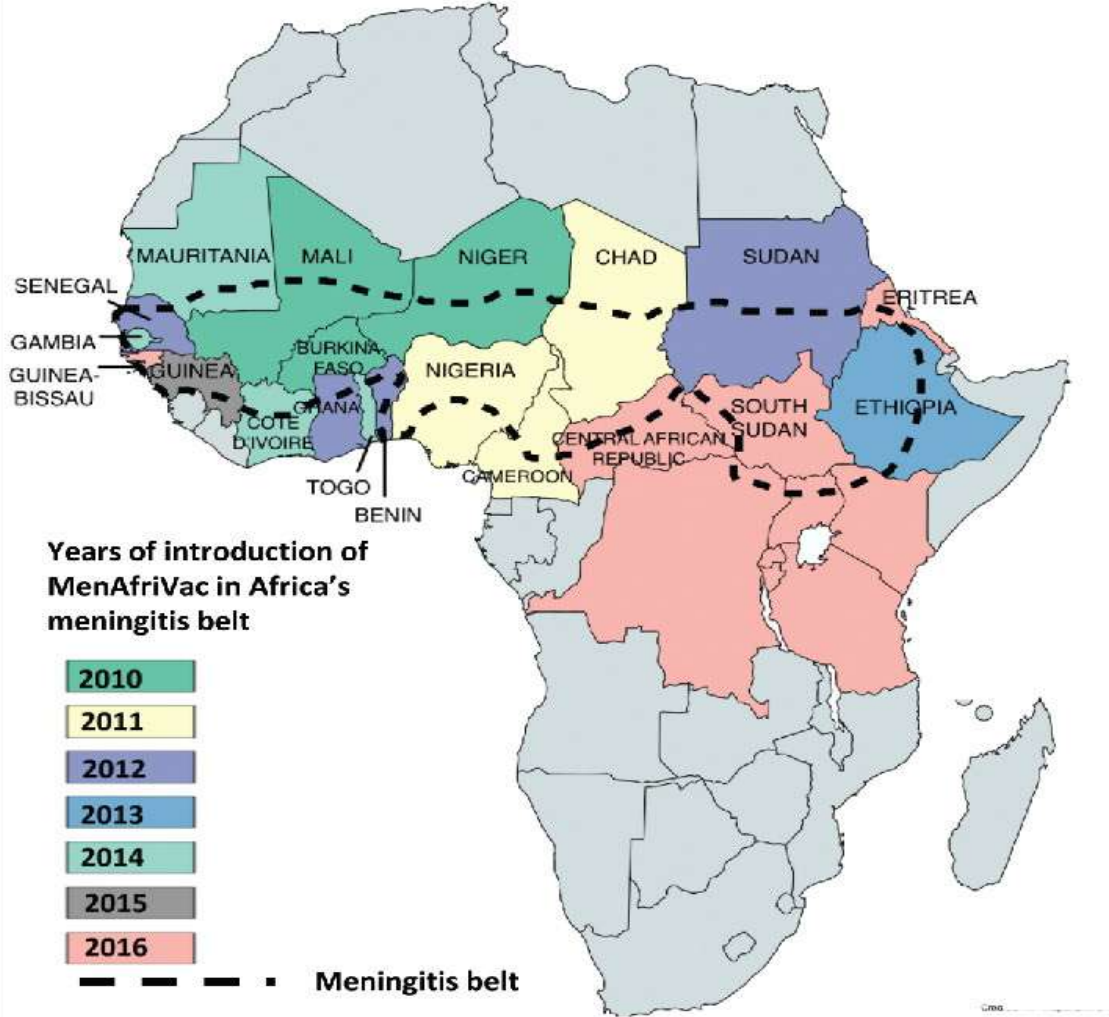 MAURITANIA
MALI
NIGER
CHAD
SUDAN
SENEGAL
ERITREA
GAMBIA
BURKINA
FASO
GUINEA
NIGERIA
GUINEA-
BISSAU
GHANA
SOUTH
SUDAN
ETHIOPIA
COTE
D'IVOIRE
CENTRAL AFRICAN
REPUBLIC
CAMEROON
TOGO
BENIN
Years of introduction of
MenAfriVac in Africa's
meningitis belt
2010
2011
2012
2013
2014
2015
2016
Meningitis belt